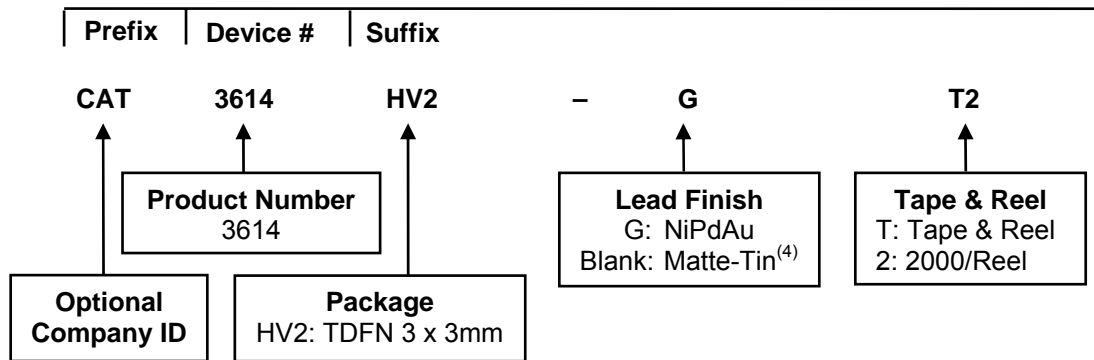 Prefix Device # Suffix
CAT 3614 HV2 – G T2
Product Number
3614
Lead Finish
G: NiPdAu
Blank: Matte-Tin(4)
Tape & Reel
T: Tape & Reel
2: 2000/Reel
Optional
Company ID
Package
HV2: TDFN 3 x 3mm